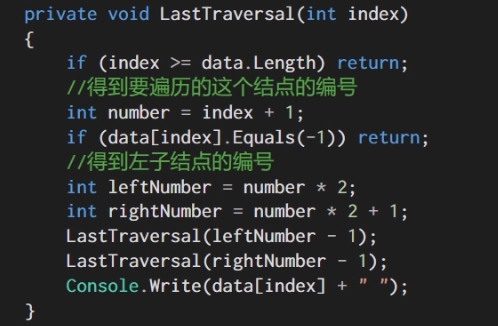 private void LastTraversal(int index)
{
if (index >= data.Length) return;
//得到要遍历的这个结点的编号
int number = index + 1;
if (data[index].Equals(-1)) return;
//得到左子结点的编号
int leftNumber = number * 2;
int rightNumber = number * 2 + 1;
LastTraversal(leftNumber - 1);
LastTraversal(rightNumber - 1);
Console.Write(data[index] + " ");
}